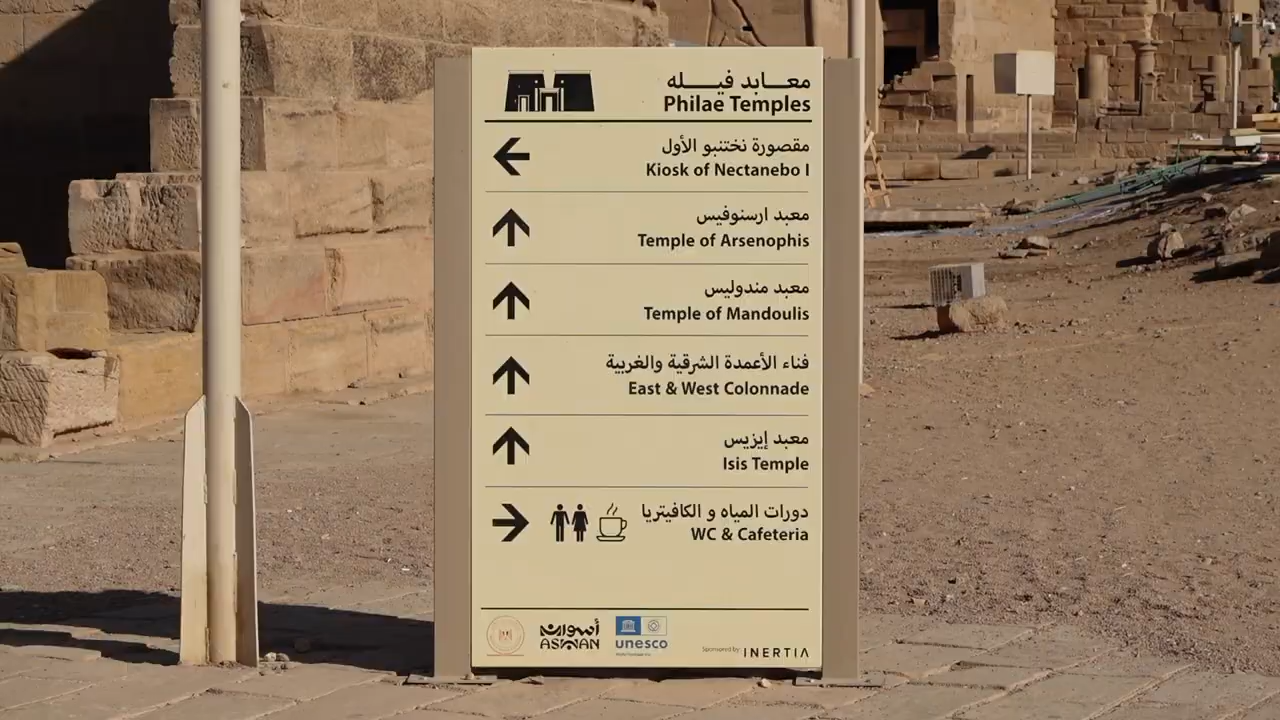 معابد فيله
Philae Temples
مقصورة نختنبو الأول
Kiosk of Nectanebo I
معبد ارسنوفيس
Temple of Arsenophis
معبد مندوليس
Temple of Mandoulis
فناء الأعمدة الشرقية والغربية
East & West Colonnade
معبد إيزيس
Isis Temple
دورات المياه و الكافيتريا
WC & Cafeteria
أسوان
ASWAN
unesco
Sponsored by: INERTIA